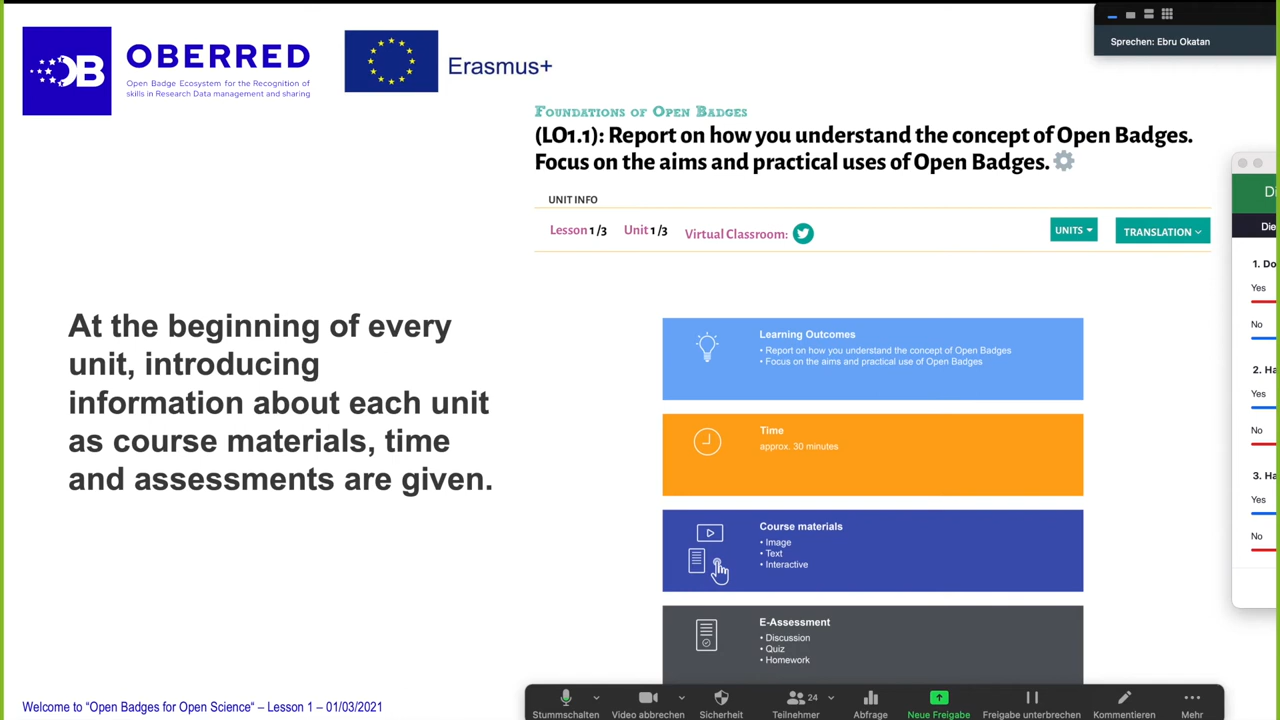 OBERRED
Open Badge Ecosystem for the Recognition of
skills in Research Data management and sharing
Erasmus+
Sprechen: Ebru Okatan
Foundations of Open Badges
(LO1.1): Report on how you understand the concept of Open Badges.
Focus on the aims and practical uses of Open Badges.
UNIT INFO
Lesson 1 /3 Unit 1 /3 Virtual Classroom:
UNITS
TRANSLATION
At the beginning of every
unit, introducing
information about each unit
as course materials, time
and assessments are given.
Learning Outcomes
• Report on how you understand the concept of Open Badges
• Focus on the aims and practical use of Open Badges
Time
approx. 30 minutes
Course materials
• Image
• Text
• Interactive
E-Assessment
• Discussion
• Quiz
• Homework
Die
1. Do
Yes
No
2. Ha
Yes
No
3. Ha
Yes
No
Welcome to “Open Badges for Open Science“ – Lesson 1 – 01/03/2021
24
Stummschalten
Video abbrechen
Sicherheit
Teilnehmer
Abfrage
Neue Freigabe
Freigabe unterbrechen
Kommentieren
Mehr